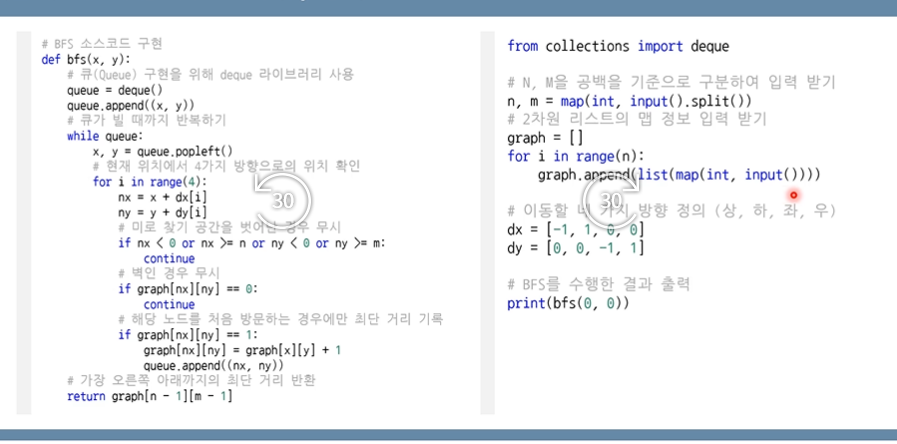 # BFS 소스코드 구현
def bfs(x, y):
# 큐(Queue) 구현을 위해 deque 라이브러리 사용
queue = deque()
queue.append((x, y))
# 큐가 빌 때까지 반복하기
while queue:
x, y = queue.popleft()
# 현재 위치에서 4가지 방향으로의 위치 확인
for i in range(4):
nx = x + dx[i]
ny = y + dy[i]
# 미로 찾기 공간을 벗어난 경우 무시
if nx < 0 or nx >= n or ny < 0 or ny >= m:
continue
# 벽인 경우 무시
if graph[nx][ny] == 0:
continue
# 해당 노드를 처음 방문하는 경우에만 최단 거리 기록
if graph[nx][ny] == 1:
graph[nx][ny] = graph[x][y] + 1
queue.append((nx, ny))
# 가장 오른쪽 아래까지의 최단 거리 반환
return graph[n - 1][m - 1]
30
from collections import deque
# N, M을 공백을 기준으로 구분하여 입력 받기
n, m = map(int, input().split())
# 2차원 리스트의 맵 정보 입력 받기
graph = []
for i in range(n):
graph.append(list(map(int, input())))
30
# 이동할 네 가지 방향 정의 (상, 하, 좌, 우)
dx = [-1, 1, 0, 0]
dy = [0, 0, -1, 1]
# BFS를 수행한 결과 출력
print(bfs(0, 0))